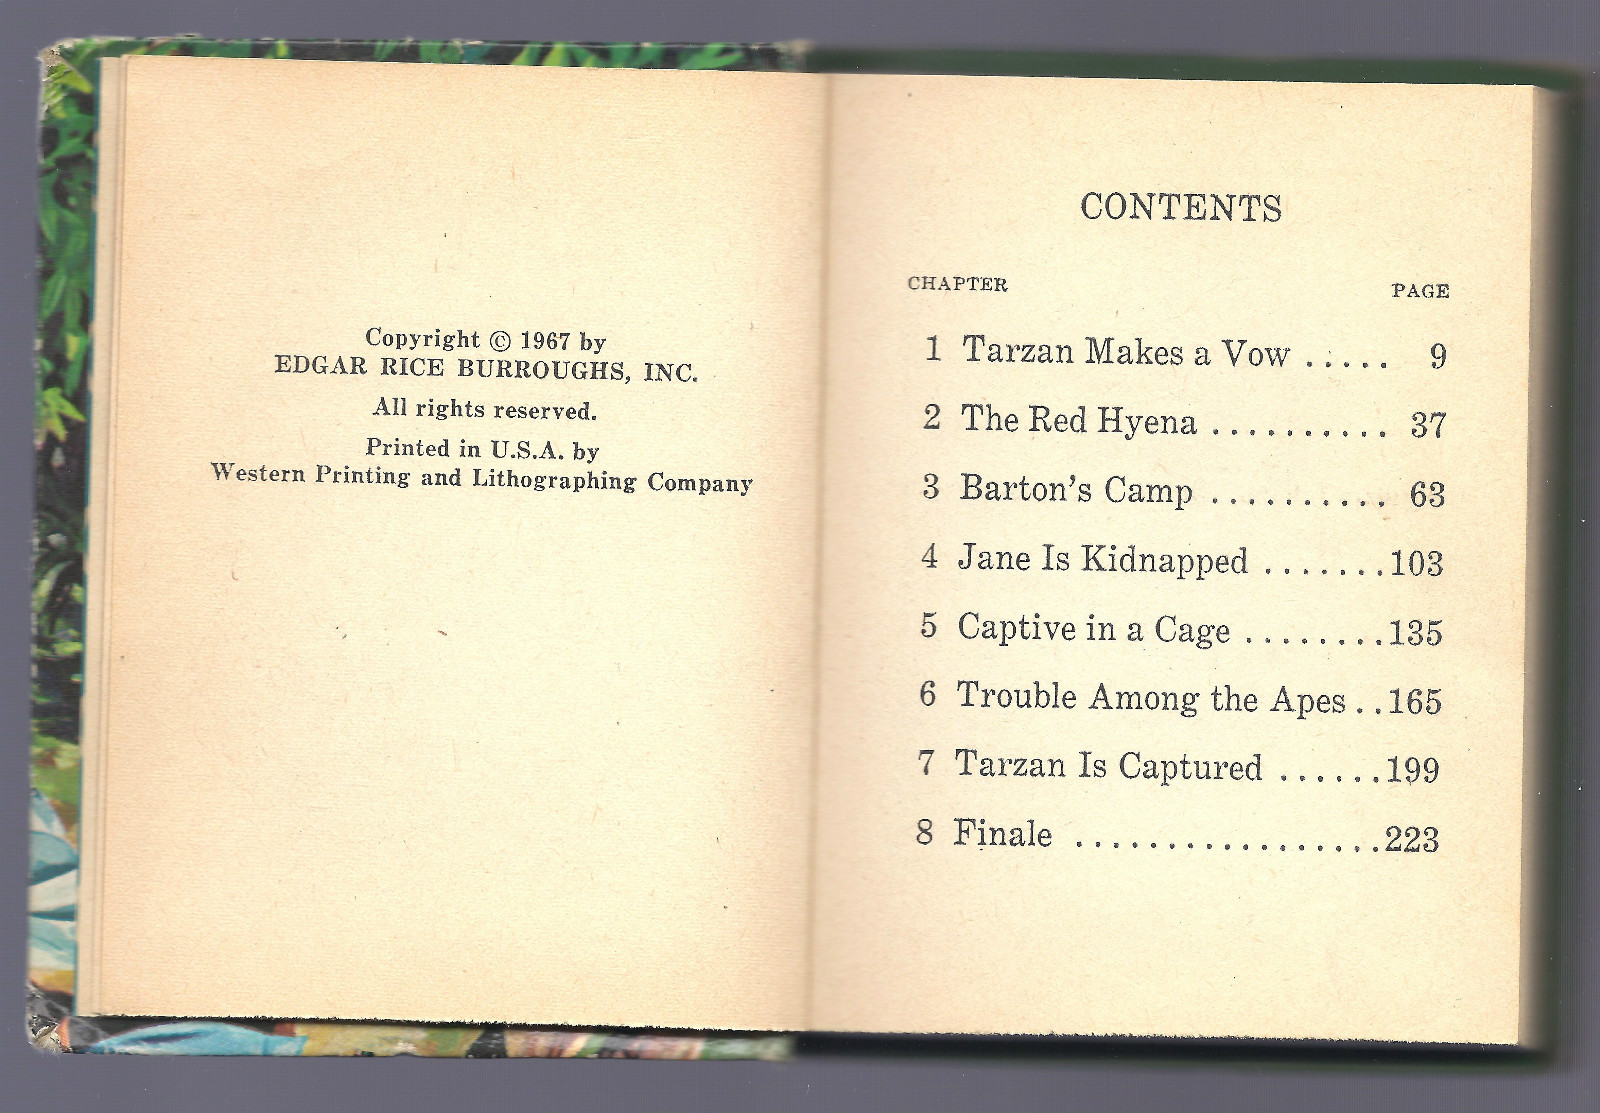 Copyright © 1967 by
EDGAR RICE BURROUGHS, INC.
All rights reserved.
Printed in U.S.A. by
Western Printing and Lithographing Company
CONTENTS
CHAPTER PAGE
1 Tarzan Makes a Vow ..... 9
2 The Red Hyena .......... 37
3 Barton's Camp .......... 63
4 Jane Is Kidnapped .......103
5 Captive in a Cage ........135
6 Trouble Among the Apes ..165
7 Tarzan Is Captured ......199
8 Finale .................223